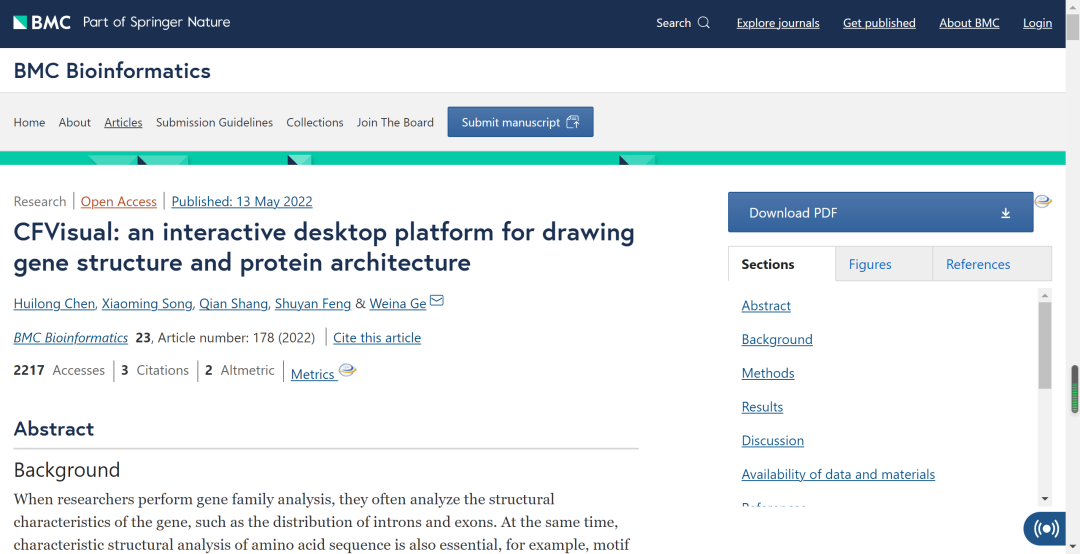 BMC Part of Springer Nature
Search Explore journals Get published About BMC Login
BMC Bioinformatics
Home About Articles Submission Guidelines Collections Join The Board Submit manuscript
Research Open Access Published: 13 May 2022
CFVisual: an interactive desktop platform for drawing
gene structure and protein architecture
Huilong Chen, Xiaoming Song, Qian Shang, Shuyan Feng & Weina Ge
BMC Bioinformatics 23, Article number: 178 (2022) Cite this article
2217 Accesses 3 Citations 2 Altmetric Metrics
Abstract
Background
When researchers perform gene family analysis, they often analyze the structural
characteristics of the gene, such as the distribution of introns and exons. At the same time,
characteristic structural analysis of amino acid sequence is also essential, for example, motif
Download PDF
Sections Figures References
Abstract
Background
Methods
Results
Discussion
Availability of data and materials